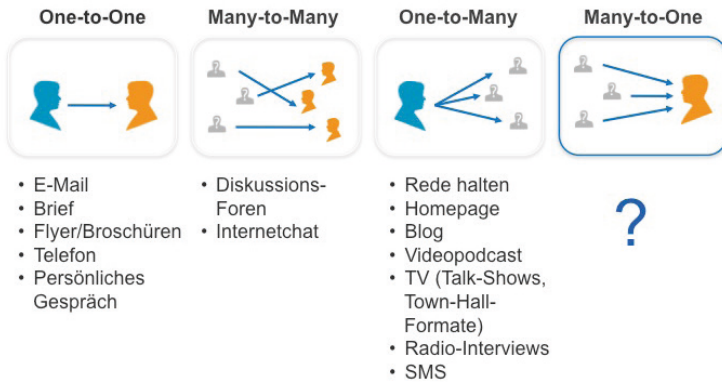 One-to-One
Many-to-Many
One-to-Many
Many-to-One
• E-Mail
• Brief
• Flyer/Broschüren
• Telefon
• Persönliches
Gespräch
• Diskussions-
Foren
• Internetchat
• Rede halten
• Homepage
• Blog
• Videopodcast
• TV (Talk-Shows,
Town-Hall-
Formate)
• Radio-Interviews
• SMS
?